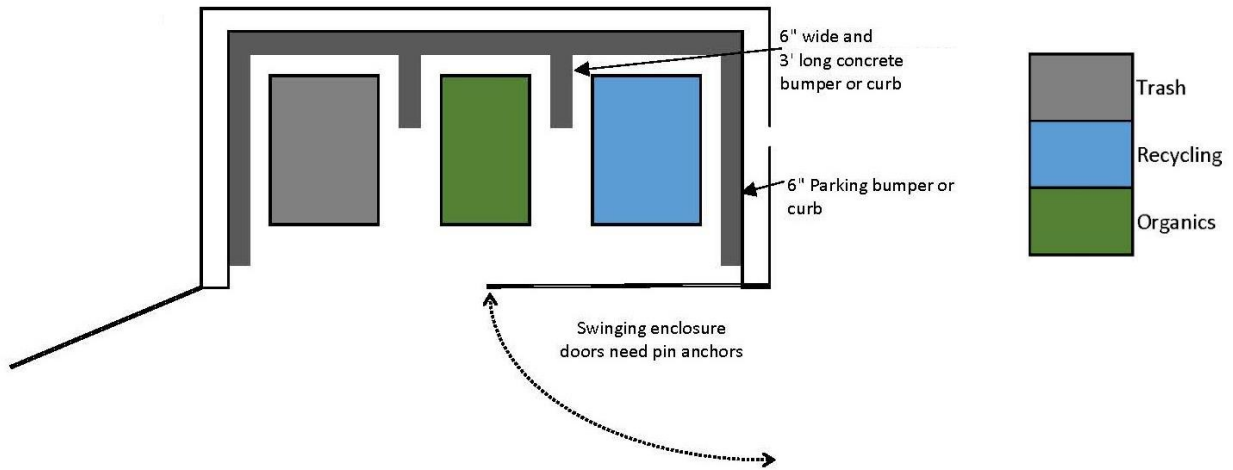 6" wide and
3' long concrete
bumper or curb
6" Parking bumper or
curb
Swinging enclosure
doors need pin anchors
Trash
Recycling
Organics